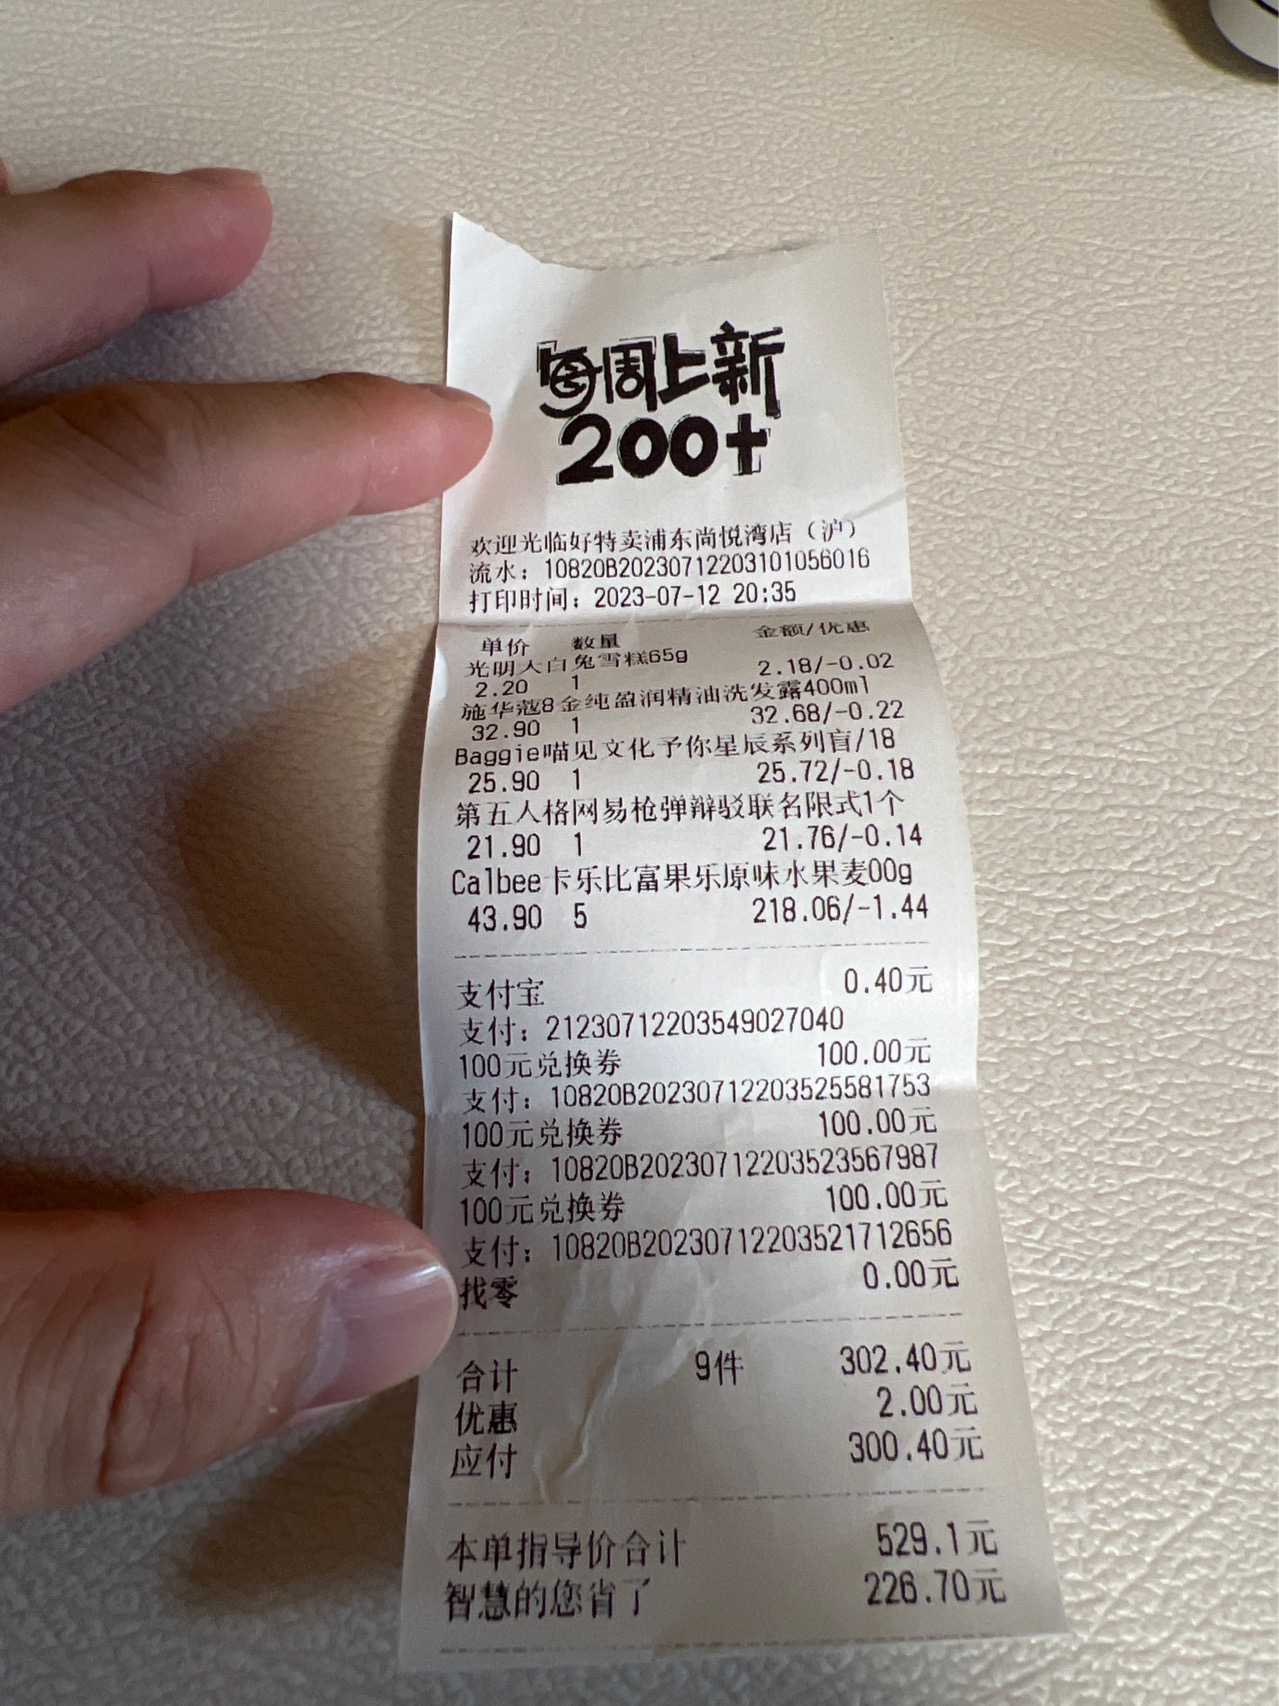 每周上新
200+
欢迎光临好特卖浦东尚悦湾店（沪）
流水：10820B202307122203101056016
打印时间：2023-07-12 20:35
单价 数量 金额/优惠
光明大白兔雪糕65g
2.20 1 2.18/-0.02
施华蔻8金纯盈润精油洗发露400ml
32.90 1 32.68/-0.22
Baggie喵见文化予你星辰系列盲/18
25.90 1 25.72/-0.18
第五人格网易枪弹辩驳联名限式1个
21.90 1 21.76/-0.14
Calbee卡乐比富果乐原味水果麦00g
43.90 5 218.06/-1.44
支付宝 0.40元
支付：21230712203549027040
100元兑换券 100.00元
支付：10820B20230712203525581753
100元兑换券 100.00元
支付：10820B20230712203523567987
100元兑换券 100.00元
支付：10820B20230712203521712656
找零 0.00元
合计 9件 302.40元
优惠 2.00元
应付 300.40元
本单指导价合计 529.1元
智慧的您省了 226.70元